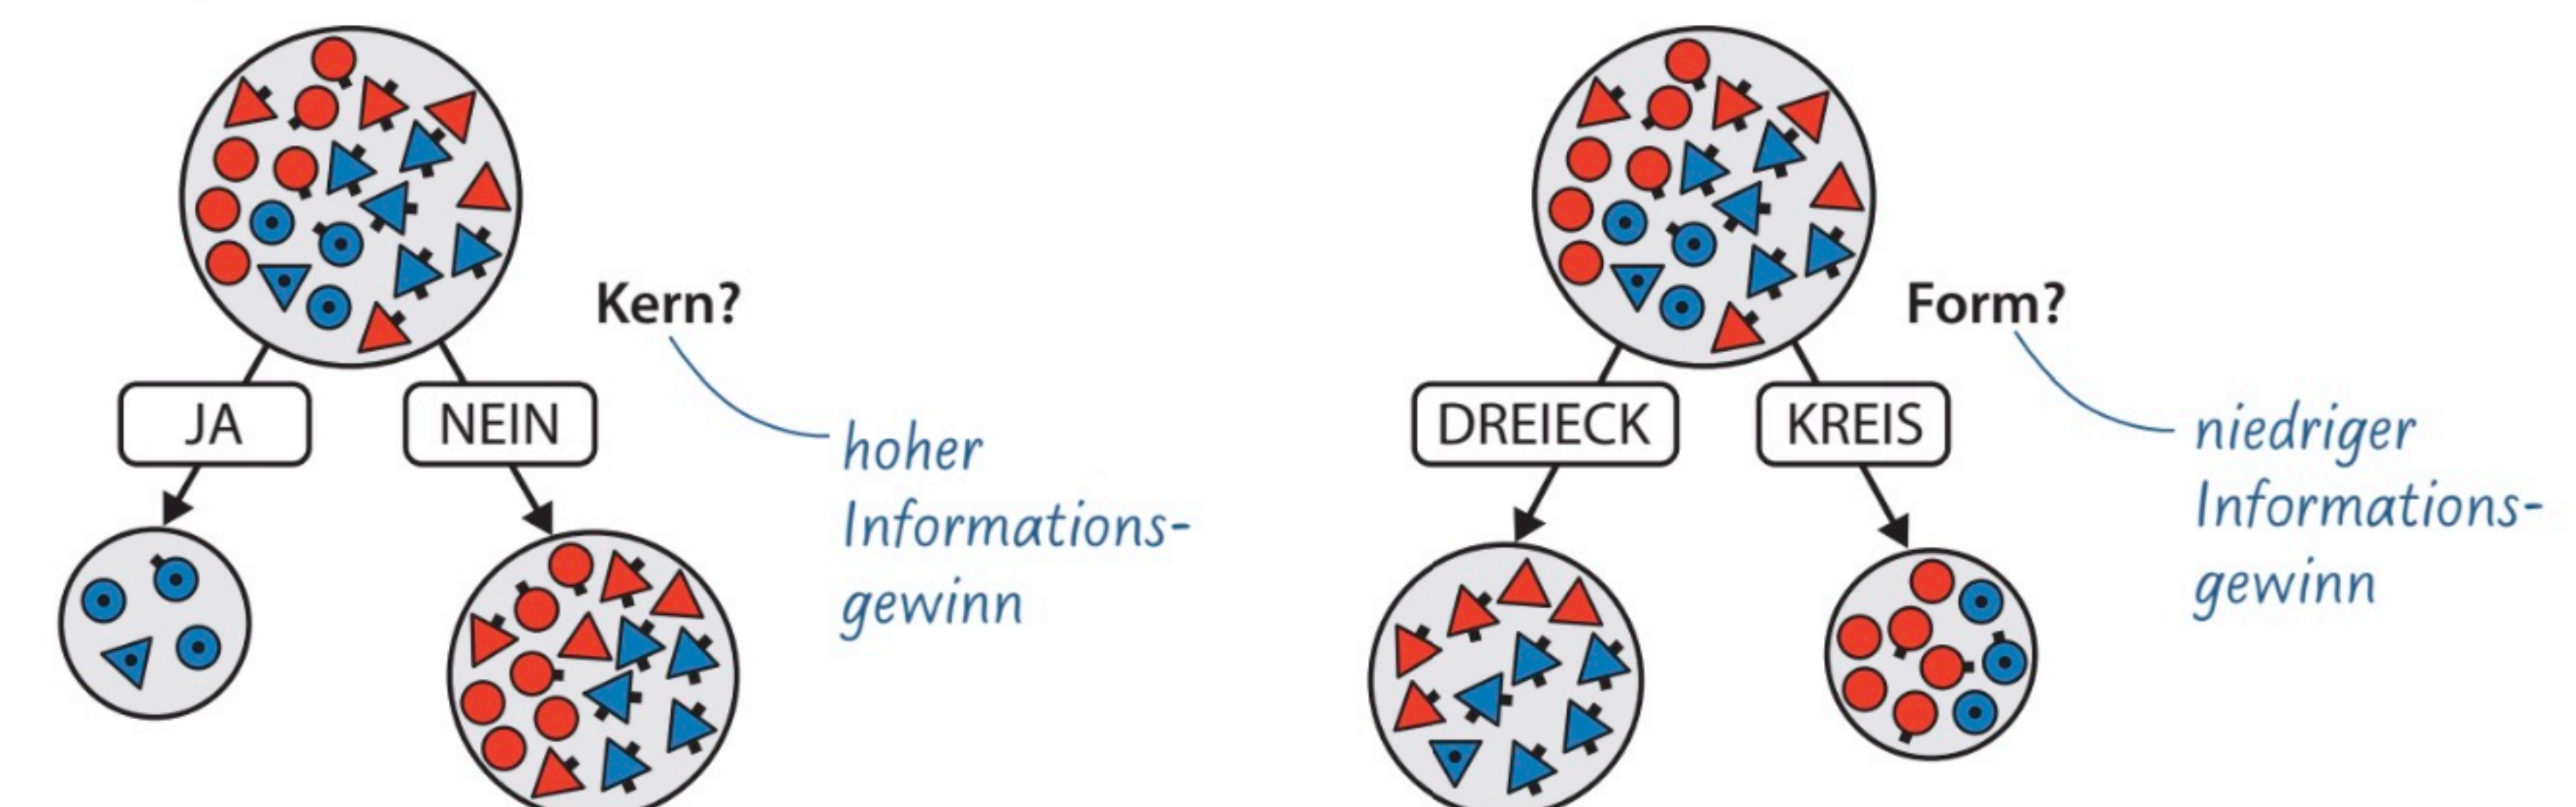 Kern?
JA
NEIN
hoher
Informations-
gewinn
Form?
DREIECK
KREIS
niedriger
Informations-
gewinn